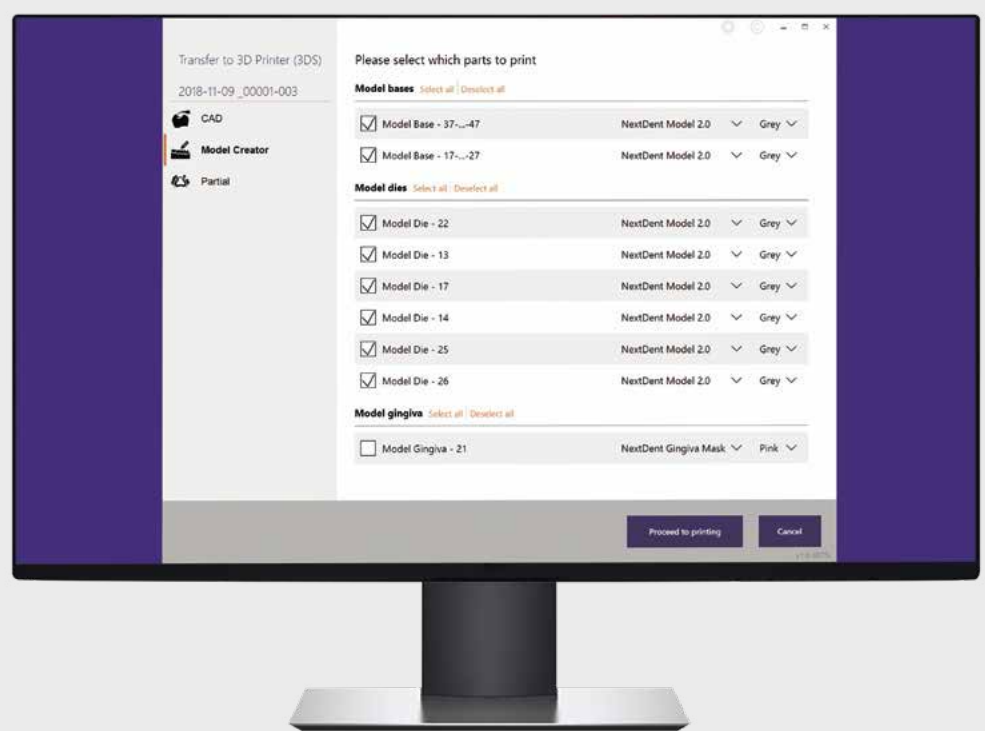 Transfer to 3D Printer (3DS)
2018-11-09 _00001-003
CAD
Model Creator
Partial
Please select which parts to print
Model bases Select all Deselect all
Model Base - 37-...-47 NextDent Model 2.0 Grey
Model Base - 17-...-27 NextDent Model 2.0 Grey
Model dies Select all Deselect all
Model Die - 22 NextDent Model 2.0 Grey
Model Die - 13 NextDent Model 2.0 Grey
Model Die - 17 NextDent Model 2.0 Grey
Model Die - 14 NextDent Model 2.0 Grey
Model Die - 25 NextDent Model 2.0 Grey
Model Die - 26 NextDent Model 2.0 Grey
Model gingiva Select all Deselect all
Model Gingiva - 21 NextDent Gingiva Mask Pink
Proceed to printing Cancel